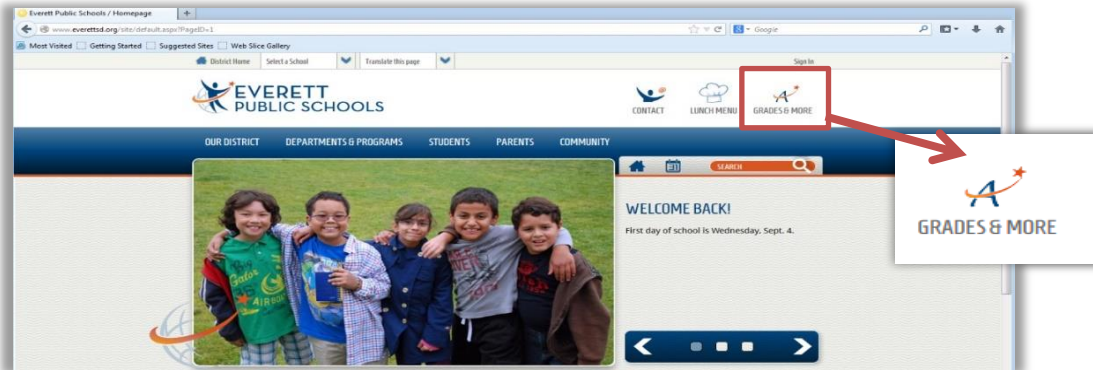 Everett Public Schools / Homepage
www.everettsd.org/site/default.aspx?PageID=1
Google
Most Visited Getting Started Suggested Sites Web Slice Gallery
District Home Select a School Translate this page Sign In
EVERETT
PUBLIC SCHOOLS
CONTACT LUNCH MENU GRADES & MORE
OUR DISTRICT DEPARTMENTS & PROGRAMS STUDENTS PARENTS COMMUNITY
SEARCH
WELCOME BACK!
First day of school is Wednesday, Sept. 4.
GRADES & MORE
Gators